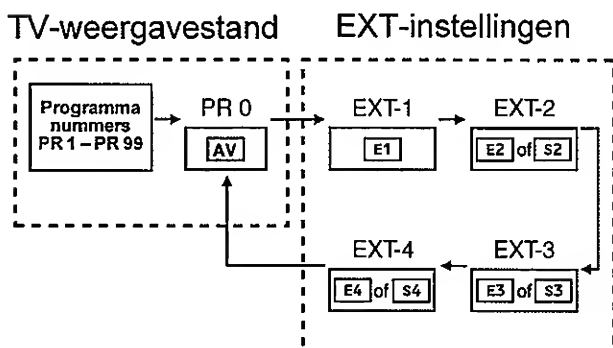 TV-weergavestand
EXT-instellingen
Programma
nummers
PR 1 – PR 99
PR 0
AV
EXT-1
E1
EXT-2
E2 of S2
EXT-4
E4 of S4
EXT-3
E3 of S3